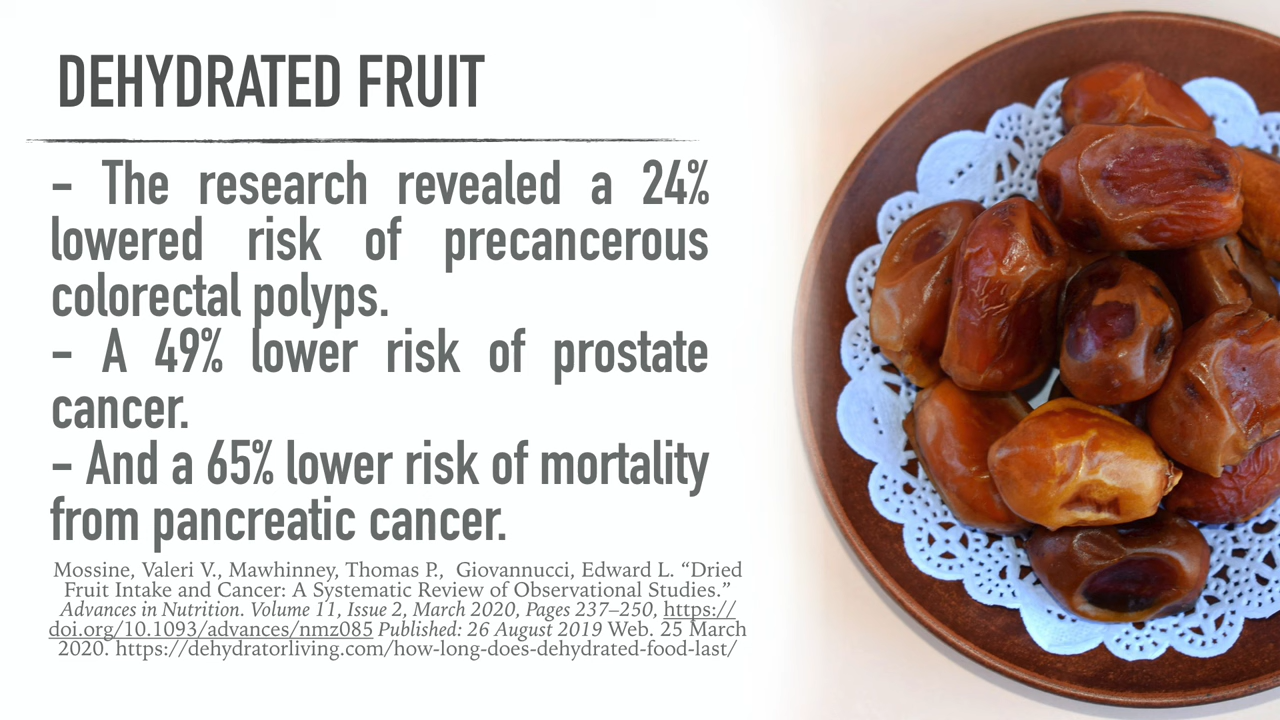 DEHYDRATED FRUIT
– The research revealed a 24%
lowered risk of precancerous
colorectal polyps.
– A 49% lower risk of prostate
cancer.
– And a 65% lower risk of mortality
from pancreatic cancer.
Mossine, Valeri V., Mawhinney, Thomas P., Giovannucci, Edward L. “Dried
Fruit Intake and Cancer: A Systematic Review of Observational Studies.”
Advances in Nutrition. Volume 11, Issue 2, March 2020, Pages 237–250, https://
doi.org/10.1093/advances/nmz085 Published: 26 August 2019 Web. 25 March
2020. https://dehydratorliving.com/how-long-does-dehydrated-food-last/